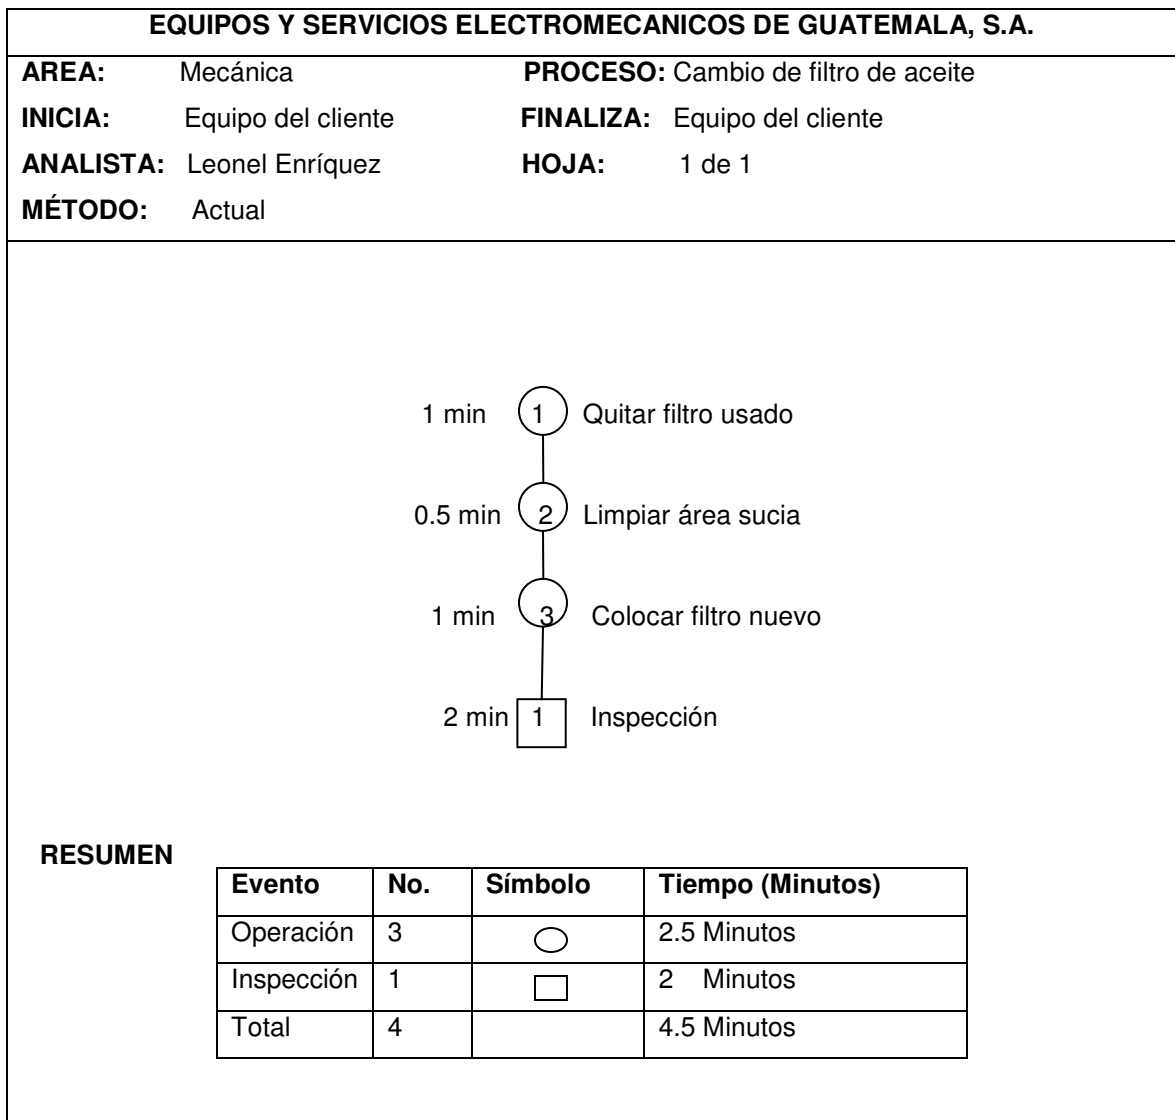 EQUIPOS Y SERVICIOS ELECTROMECANICOS DE GUATEMALA, S.A.
AREA: Mecánica PROCESO: Cambio de filtro de aceite
INICIA: Equipo del cliente FINALIZA: Equipo del cliente
ANALISTA: Leonel Enríquez HOJA: 1 de 1
MÉTODO: Actual
1 min 1 Quitar filtro usado
0.5 min 2 Limpiar área sucia
1 min 3 Colocar filtro nuevo
2 min 1 Inspección
RESUMEN
Evento No. Símbolo Tiempo (Minutos)
Operación 3 2.5 Minutos
Inspección 1 2 Minutos
Total 4 4.5 Minutos